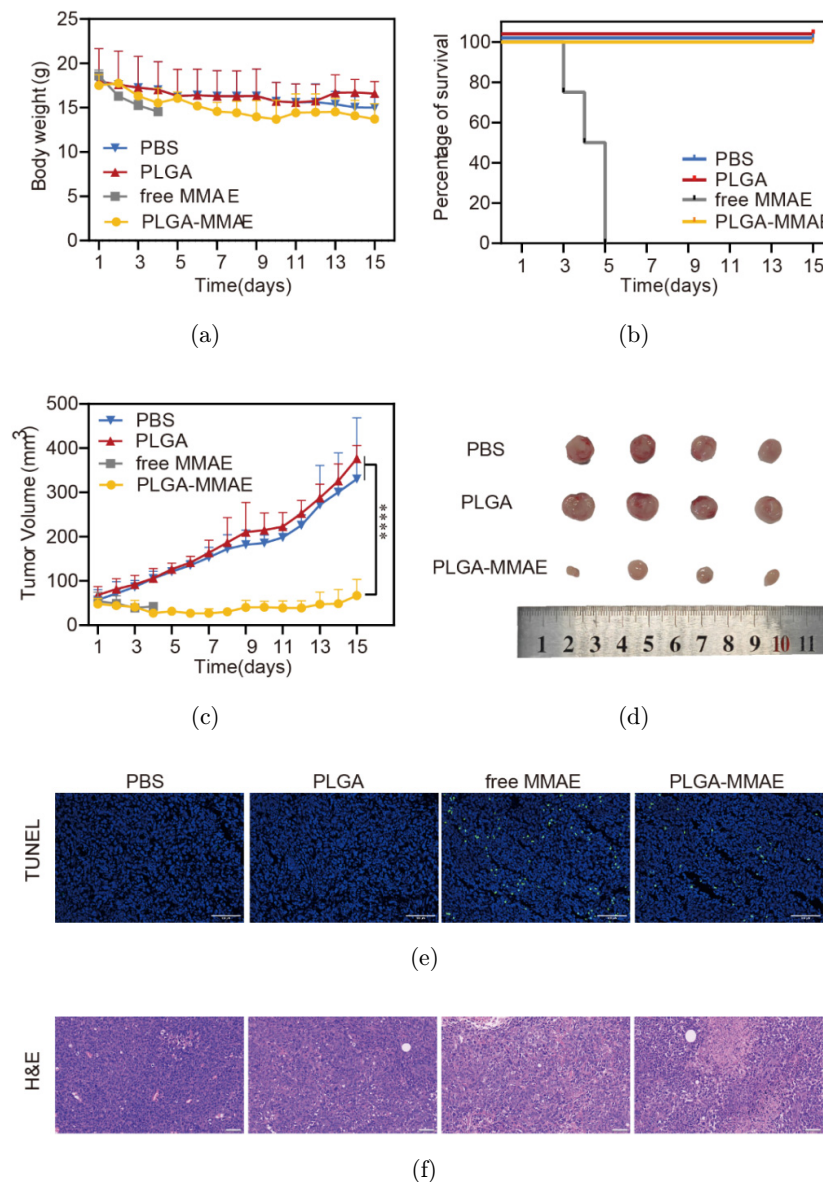 25
20
15
10
5
0
Body weight (g)
PBS
PLGA
free MMAE
PLGA-MMAE
1 3 5 7 9 11 13 15
Time(days)
(a)
100
80
60
40
20
0
Percentage of survival
PBS
PLGA
free MMAE
PLGA-MMAE
1 3 5 7 9 11 13 15
Time(days)
(b)
500
400
300
200
100
0
Tumor Volume (mm³)
PBS
PLGA
free MMAE
PLGA-MMAE
****
1 3 5 7 9 11 13 15
Time(days)
(c)
PBS
PLGA
PLGA-MMAE
1 2 3 4 5 6 7 8 9 10 11
(d)
PBS PLGA free MMAE PLGA-MMAE
TUNEL
(e)
H&E
(f)